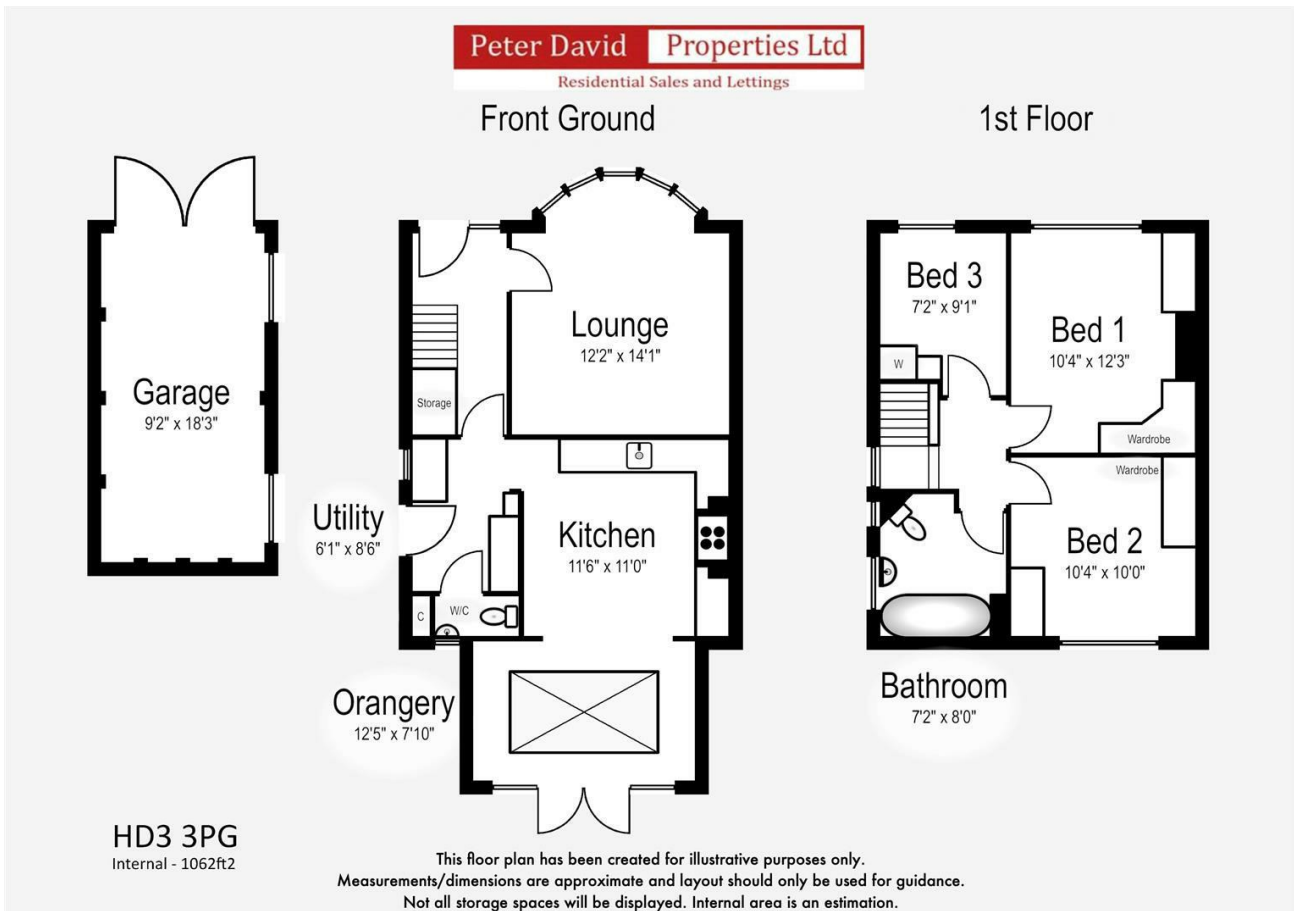 Peter David Properties Ltd
Residential Sales and Lettings
Front Ground
1st Floor
Garage
9'2" x 18'3"
Lounge
12'2" x 14'1"
Storage
Utility
6'1" x 8'6"
Kitchen
11'6" x 11'0"
C
W/C
Orangery
12'5" x 7'10"
Bed 3
7'2" x 9'1"
W
Bed 1
10'4" x 12'3"
Wardrobe
Wardrobe
Bed 2
10'4" x 10'0"
Bathroom
7'2" x 8'0"
HD3 3PG
Internal - 1062ft2
This floor plan has been created for illustrative purposes only.
Measurements/dimensions are approximate and layout should only be used for guidance.
Not all storage spaces will be displayed. Internal area is an estimation.